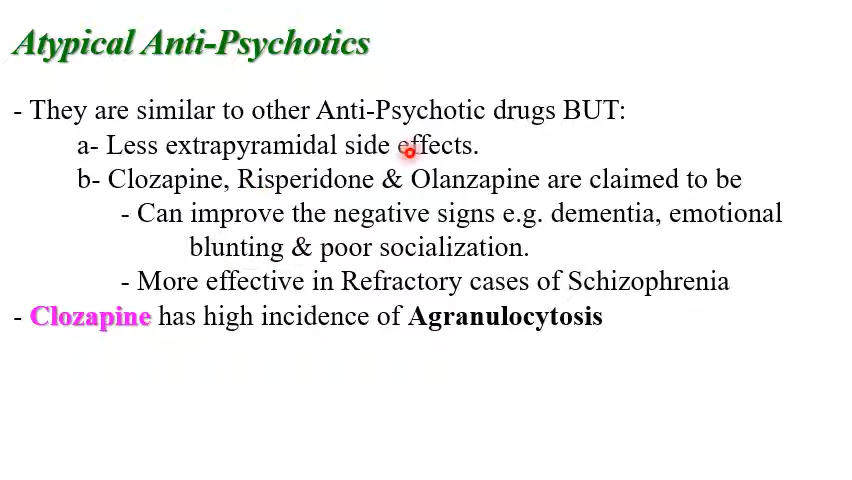 Atypical Anti-Psychotics
- They are similar to other Anti-Psychotic drugs BUT:
a- Less extrapyramidal side effects.
b- Clozapine, Risperidone & Olanzapine are claimed to be
- Can improve the negative signs e.g. dementia, emotional
blunting & poor socialization.
- More effective in Refractory cases of Schizophrenia
- Clozapine has high incidence of Agranulocytosis